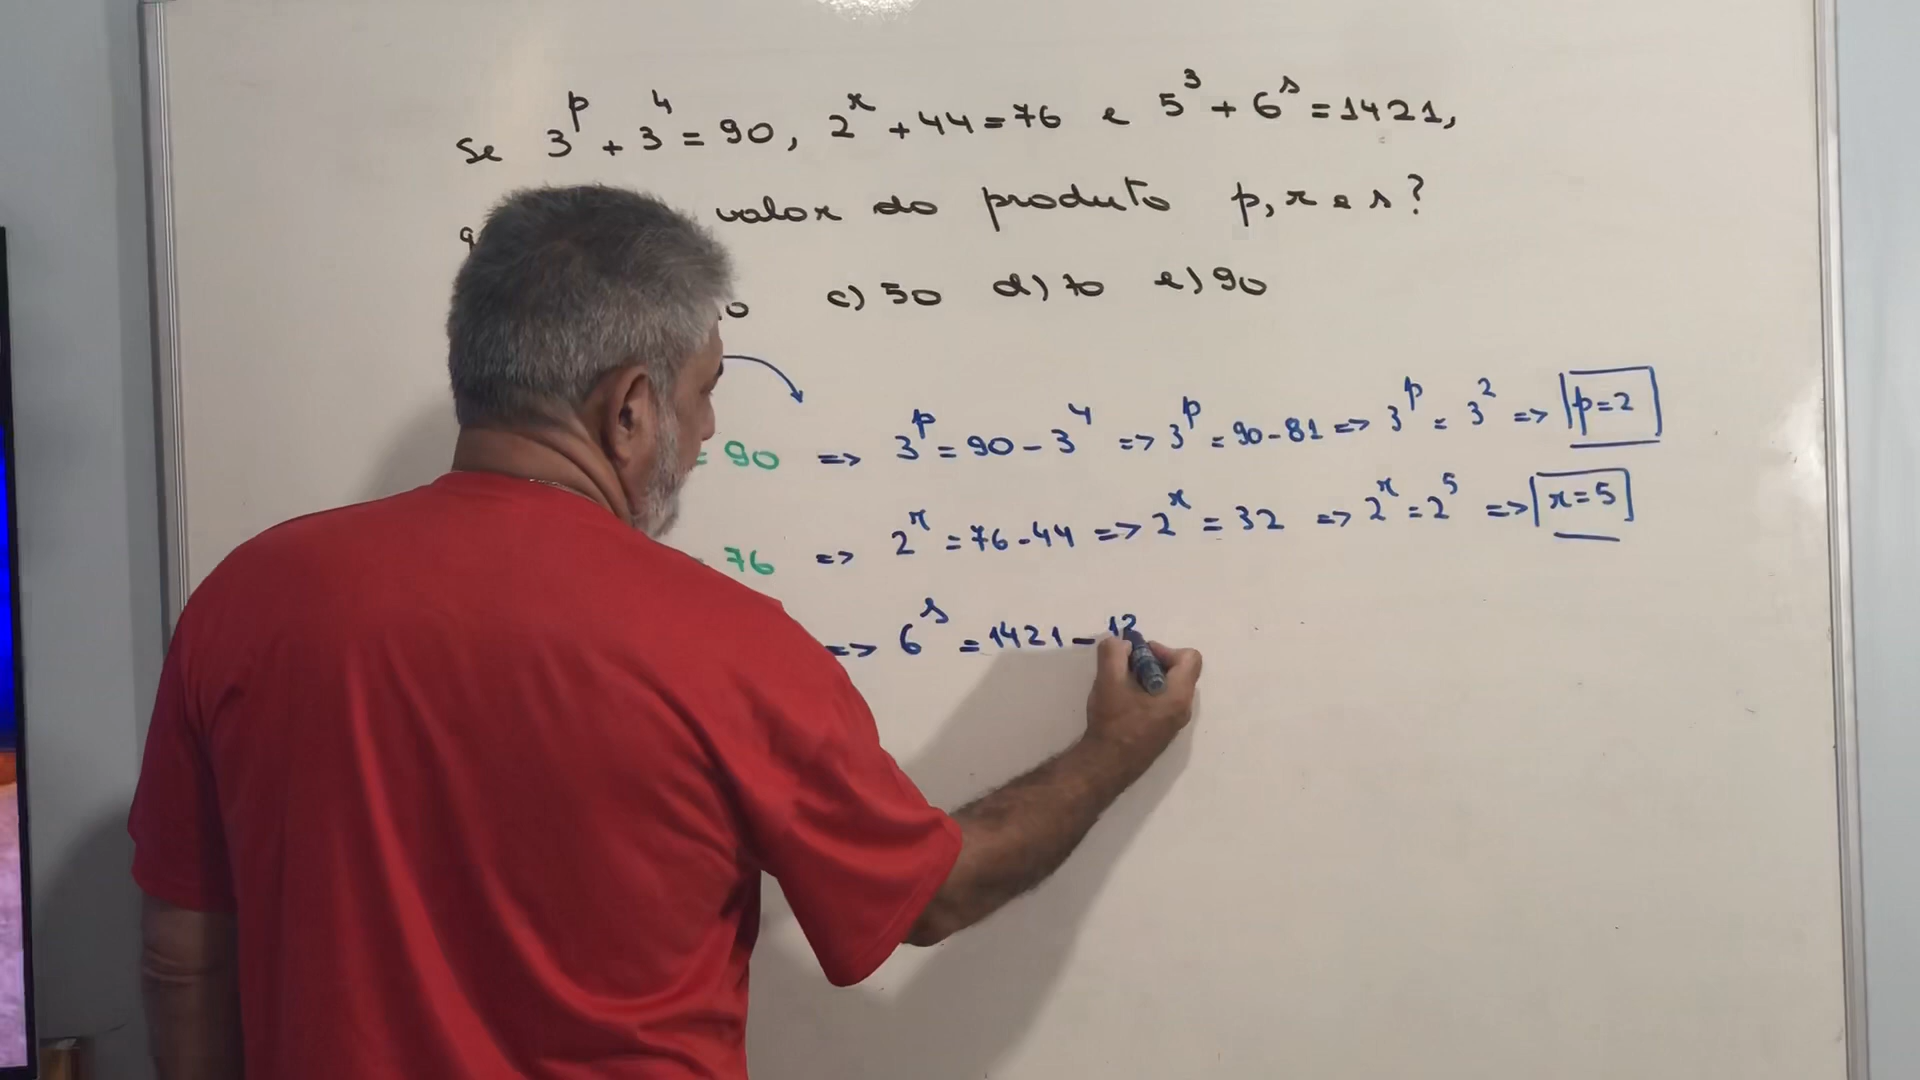 Se 3^p + 3^4 = 90, 2^x + 44 = 76 e 5^3 + 6^s = 1421,
valor do produto p, x e s?
c) 50 d) 70 e) 90
= 90 => 3^p = 90 - 3^4 => 3^p = 90 - 81 => 3^p = 3^2 => p = 2
76 => 2^x = 76 - 44 => 2^x = 32 => 2^x = 2^5 => x = 5
=> 6^s = 1421 - 12